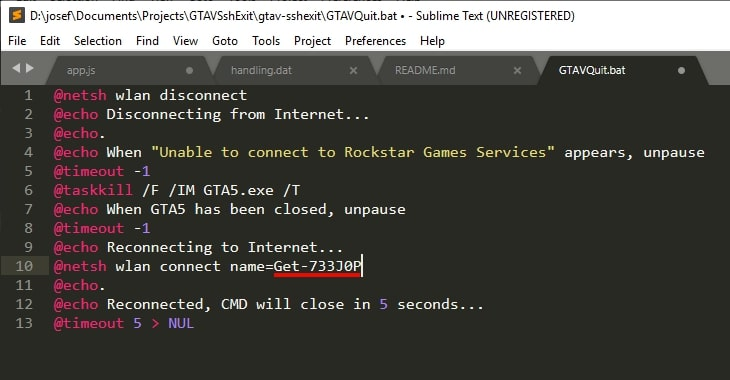 D:\josef\Documents\Projects\GTAVSshExit\gtav-sshexit\GTAVQuit.bat • - Sublime Text (UNREGISTERED)
File Edit Selection Find View Goto Tools Project Preferences Help
app.js handling.dat README.md GTAVQuit.bat
1 @netsh wlan disconnect
2 @echo Disconnecting from Internet...
3 @echo.
4 @echo When "Unable to connect to Rockstar Games Services" appears, unpause
5 @timeout -1
6 @taskkill /F /IM GTA5.exe /T
7 @echo When GTA5 has been closed, unpause
8 @timeout -1
9 @echo Reconnecting to Internet...
10 @netsh wlan connect name=Get-733J0P
11 @echo.
12 @echo Reconnected, CMD will close in 5 seconds...
13 @timeout 5 > NUL